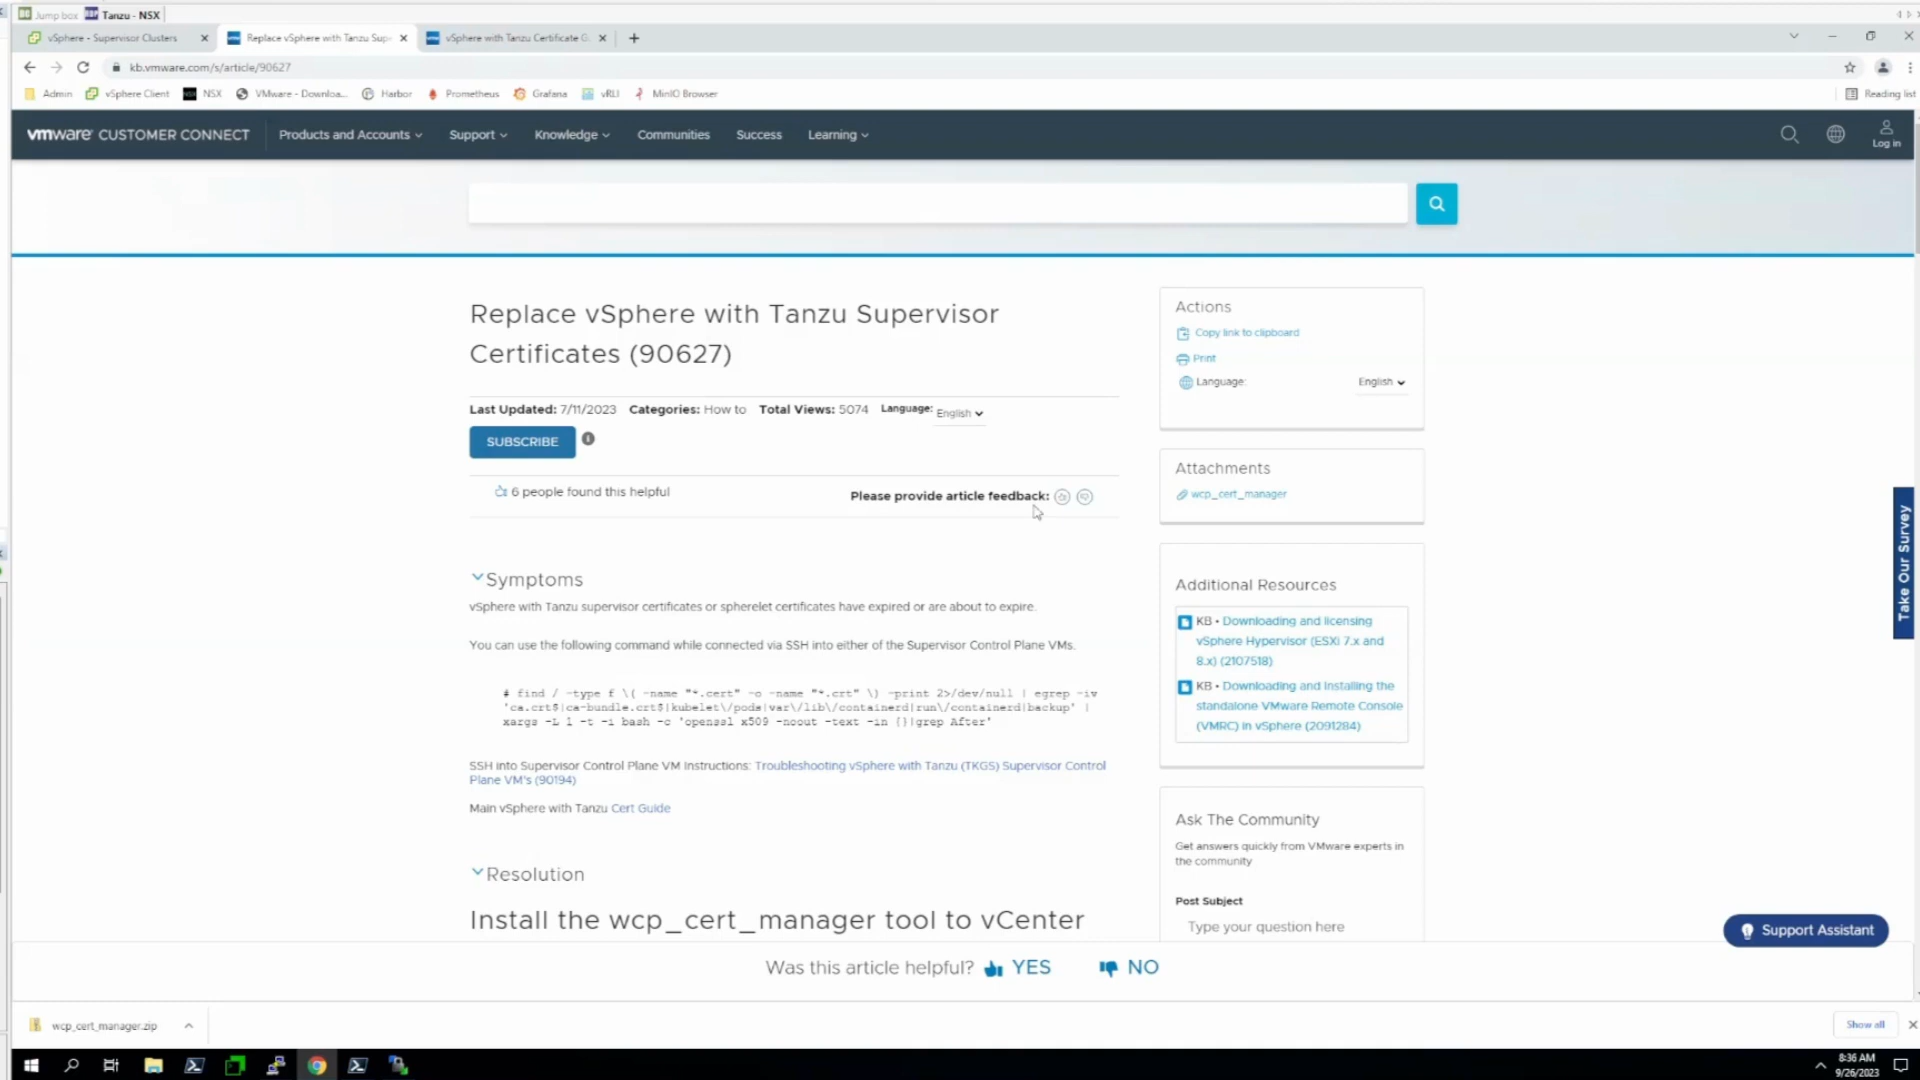 Jump box Tanzu - NSX
vSphere - Supervisor Clusters
Replace vSphere with Tanzu Sup
vSphere with Tanzu Certificate G
kb.vmware.com/s/article/90627
Admin vSphere Client NSX VMware - Downloa... Harbor Prometheus Grafana vRLI MinIO Browser
Reading list
vmware CUSTOMER CONNECT Products and Accounts Support Knowledge Communities Success Learning
Log in
Replace vSphere with Tanzu Supervisor
Certificates (90627)
Last Updated: 7/11/2023 Categories: How to Total Views: 5074 Language: English
SUBSCRIBE
6 people found this helpful
Please provide article feedback:
Symptoms
vSphere with Tanzu supervisor certificates or spherelet certificates have expired or are about to expire.
You can use the following command while connected via SSH into either of the Supervisor Control Plane VMs.
# find / -type f \( -name "*.cert" -o -name "*.crt" \) -print 2>/dev/null | egrep -iv
'ca.crt$|ca-bundle.crt$|kubelet\/pods|var\/lib\/containerd|run\/containerd|backup' |
xargs -L 1 -t -i bash -c 'openssl x509 -noout -text -in {}|grep After'
SSH into Supervisor Control Plane VM Instructions: Troubleshooting vSphere with Tanzu (TKGS) Supervisor Control
Plane VM's (90194)
Main vSphere with Tanzu Cert Guide
Resolution
Install the wcp_cert_manager tool to vCenter
Actions
Copy link to clipboard
Print
Language: English
Attachments
wcp_cert_manager
Additional Resources
KB • Downloading and licensing
vSphere Hypervisor (ESXi 7.x and
8.x) (2107518)
KB • Downloading and Installing the
standalone VMware Remote Console
(VMRC) in vSphere (2091284)
Ask The Community
Get answers quickly from VMware experts in
the community
Post Subject
Type your question here
Take Our Survey
Support Assistant
Was this article helpful? YES NO
wcp_cert_manager.zip
Show all
8:36 AM
9/26/2023